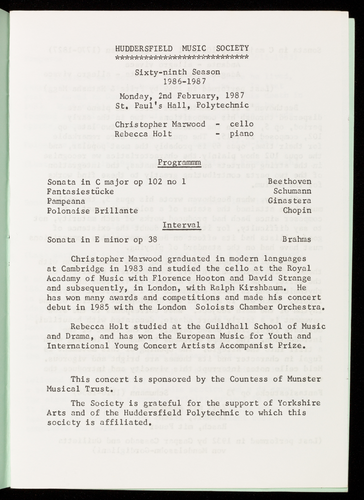 HUDDERSFIELD MUSIC SOCIETY
***************************
Sixty-ninth Season
1986-1987
Monday, 2nd February, 1987
St. Paul's Hall, Polytechnic
Christopher Marwood - cello
Rebecca Holt - piano
Programmm
Sonata in C major op 102 no 1 Beethoven
Fantasiestucke Schumann
Pampeana Ginastera
Polonaise Brillante Chopin
Interval
Sonata in E minor op 38 Brahms
Christopher Marwood graduated in modern languages
at Cambridge in 1983 and studied the cello at the Royal
Acadamy of Music with Florence Hooton and David Strange
and subsequently, in London, with Ralph Kirshbaum. He
has won many awards and competitions and made his concert
debut in 1985 with the London Soloists Chamber Orchestra.
Rebecca Holt studied at the Guildhall School of Music
and Drama, and has won the European Music for Youth and
International Young Concert Artists Accompanist Prize.
This concert is sponsored by the Countess of Munster
Musical Trust.
The Society is grateful for the support of Yorkshire
Arts and of the Huddersfield Polytechnic to which this
society is affiliated.